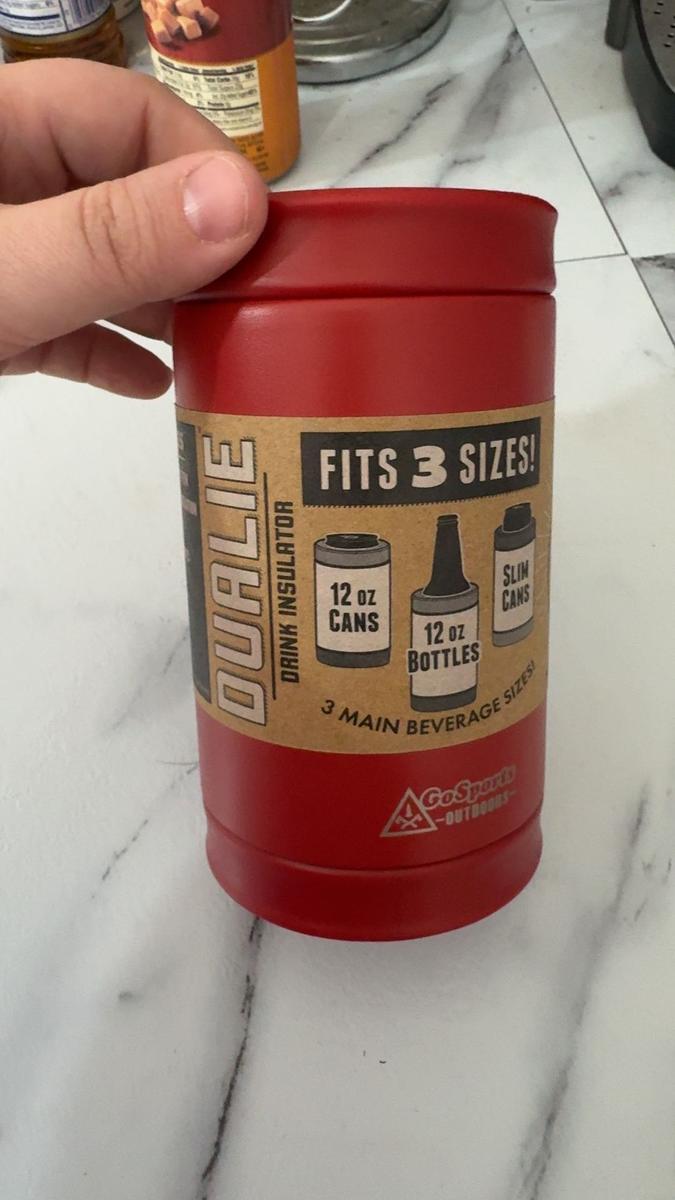 FITS 3 SIZES!
DUALIE
DRINK INSULATOR
12 OZ
CANS
12 OZ
BOTTLES
SLIM
CANS
3 MAIN BEVERAGE SIZES!
GoSports
-OUTDOORS-